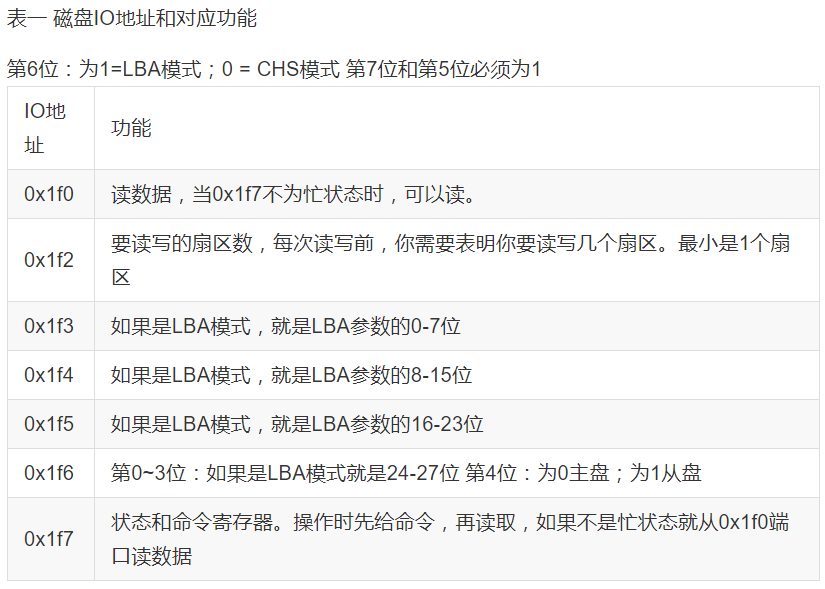 表一 磁盘IO地址和对应功能
第6位：为1=LBA模式；0 = CHS模式 第7位和第5位必须为1
IO地
址
功能
0x1f0
读数据，当0x1f7不为忙状态时，可以读。
0x1f2
要读写的扇区数，每次读写前，你需要表明你要读写几个扇区。最小是1个扇
区
0x1f3
如果是LBA模式，就是LBA参数的0-7位
0x1f4
如果是LBA模式，就是LBA参数的8-15位
0x1f5
如果是LBA模式，就是LBA参数的16-23位
0x1f6
第0~3位：如果是LBA模式就是24-27位 第4位：为0主盘；为1从盘
0x1f7
状态和命令寄存器。操作时先给命令，再读取，如果不是忙状态就从0x1f0端
口读数据